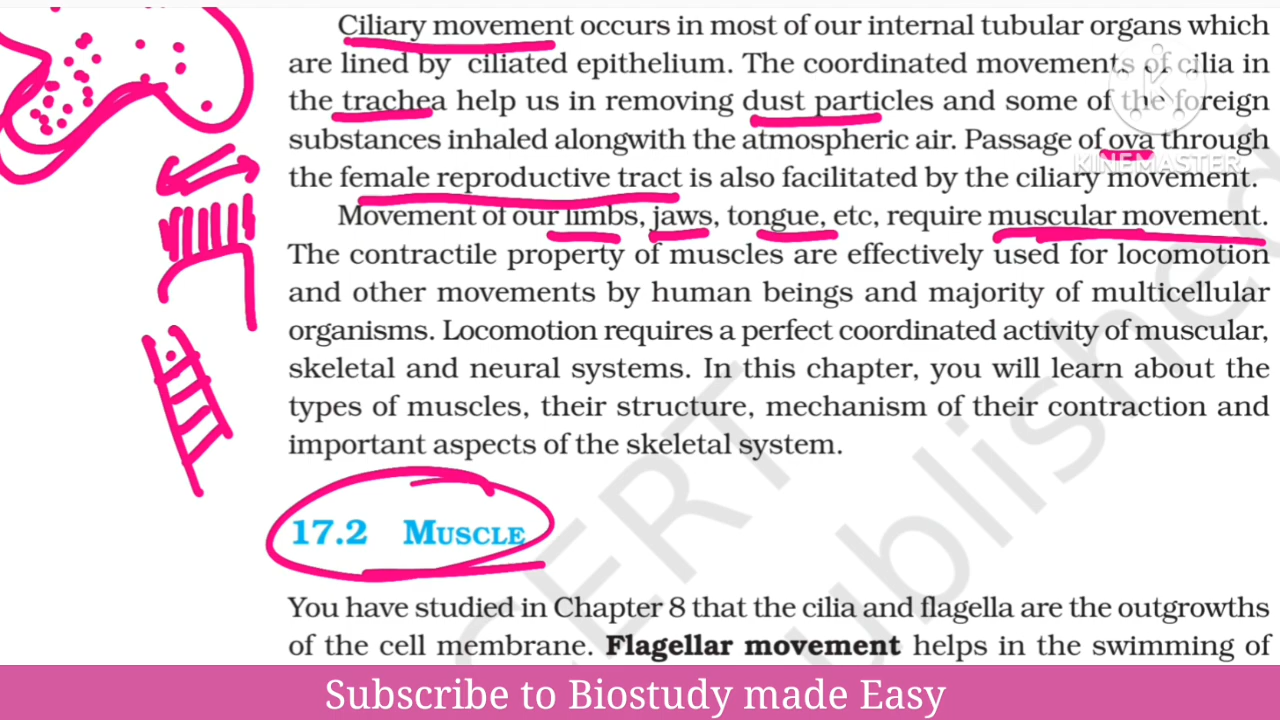 Ciliary movement occurs in most of our internal tubular organs which
are lined by ciliated epithelium. The coordinated movements of cilia in
the trachea help us in removing dust particles and some of the foreign
substances inhaled alongwith the atmospheric air. Passage of ova through
KINEMASTER
the female reproductive tract is also facilitated by the ciliary movement.
Movement of our limbs, jaws, tongue, etc, require muscular movement.
The contractile property of muscles are effectively used for locomotion
and other movements by human beings and majority of multicellular
organisms. Locomotion requires a perfect coordinated activity of muscular,
skeletal and neural systems. In this chapter, you will learn about the
types of muscles, their structure, mechanism of their contraction and
important aspects of the skeletal system.
17.2 MUSCLE
You have studied in Chapter 8 that the cilia and flagella are the outgrowths
of the cell membrane. Flagellar movement helps in the swimming of
Subscribe to Biostudy made Easy